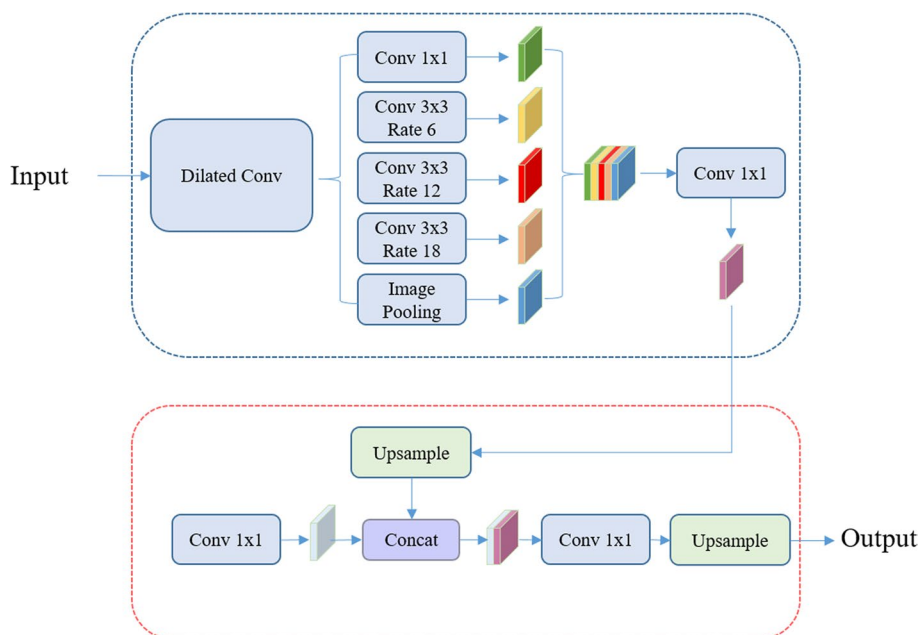 Input
Dilated Conv
Conv 1x1
Conv 3x3
Rate 6
Conv 3x3
Rate 12
Conv 3x3
Rate 18
Image
Pooling
Conv 1x1
Upsample
Conv 1x1
Concat
Conv 1x1
Upsample
Output